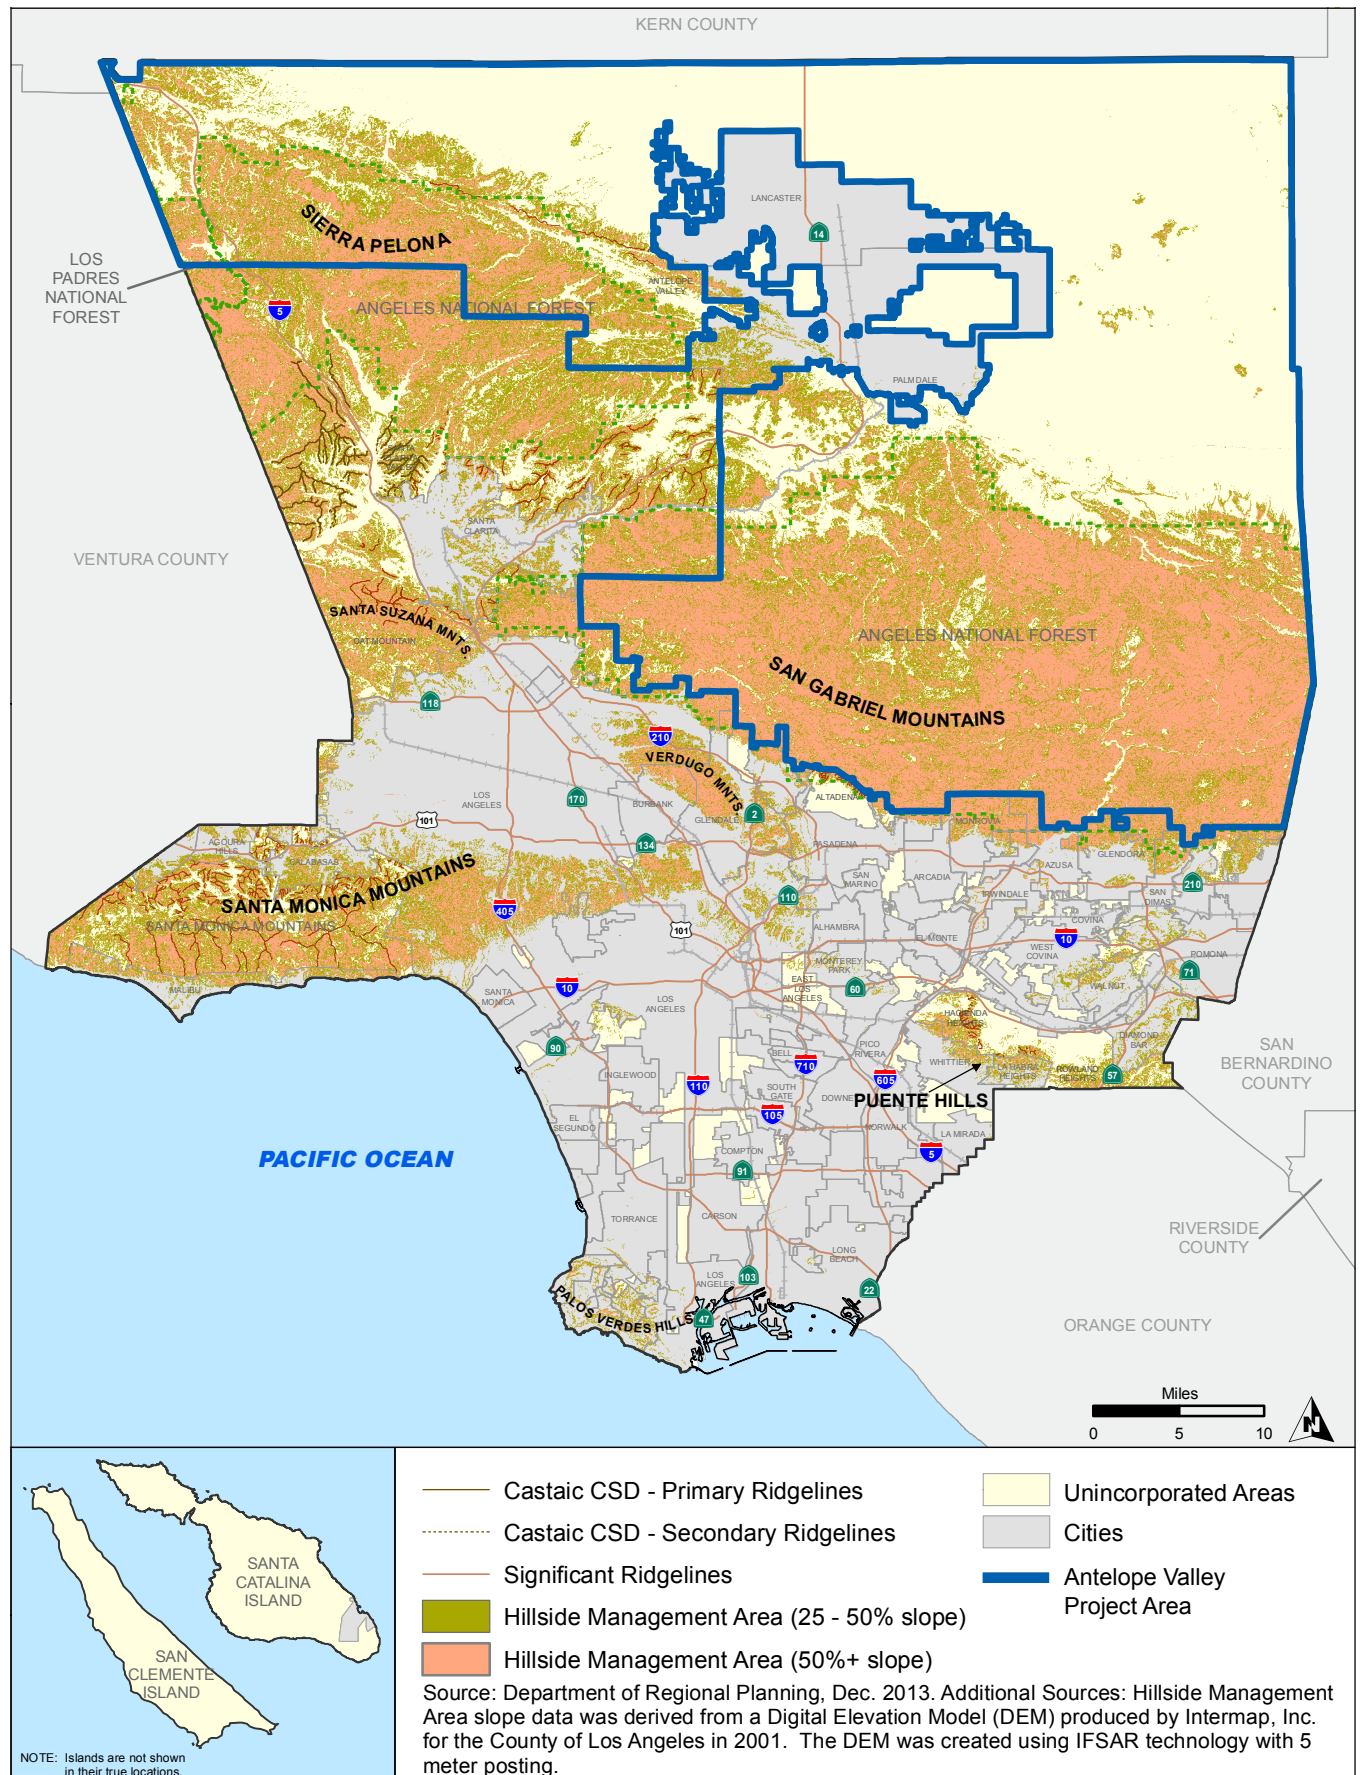 KERN COUNTY
LANCASTER
14
SIERRA PELONA
LOS
PADRES
NATIONAL
FOREST
ANTELOPE
VALLEY
ANGELES NATIONAL FOREST
5
PALMDALE
SANTA
CLARITA
VENTURA COUNTY
SANTA SUZANA MNTS.
OAT MOUNTAIN
ANGELES NATIONAL FOREST
SAN GABRIEL MOUNTAINS
118
210
VERDUGO MNTS
LOS
ANGELES
170
BURBANK
ALTADENA
101
GLENDALE
2
MONROVIA
134
PASADENA
AGOURA
HILLS
CALABASAS
GLENDORA
AZUSA
SANTA MONICA MOUNTAINS
SANTA MONICA MOUNTAINS
405
SAN
MARINO
ARCADIA
IRWINDALE
210
SAN
DIMAS
110
COVINA
101
ALHAMBRA
EL MONTE
10
WEST
COVINA
POMONA
MONTEREY
PARK
71
MALIBU
SANTA
MONICA
10
EAST
LOS
ANGELES
60
WALNUT
LOS
ANGELES
HACIENDA
HEIGHTS
DIAMOND
BAR
90
PICO
RIVERA
BELL
710
WHITTIER
LA HABRA
HEIGHTS
ROWLAND
HEIGHTS
57
SAN
BERNARDINO
COUNTY
INGLEWOOD
110
605
SOUTH
GATE
DOWNEY
PUENTE HILLS
EL
SEGUNDO
105
NORWALK
LA MIRADA
5
PACIFIC OCEAN
COMPTON
91
TORRANCE
CARSON
RIVERSIDE
COUNTY
LONG
BEACH
LOS
ANGELES
103
22
PALOS VERDES HILLS
47
ORANGE COUNTY
Miles
0 5 10
N
SANTA
CATALINA
ISLAND
SAN
CLEMENTE
ISLAND
NOTE: Islands are not shown
in their true locations.
Castaic CSD - Primary Ridgelines
Castaic CSD - Secondary Ridgelines
Significant Ridgelines
Hillside Management Area (25 - 50% slope)
Hillside Management Area (50%+ slope)
Unincorporated Areas
Cities
Antelope Valley
Project Area
Source: Department of Regional Planning, Dec. 2013. Additional Sources: Hillside Management
Area slope data was derived from a Digital Elevation Model (DEM) produced by Intermap, Inc.
for the County of Los Angeles in 2001. The DEM was created using IFSAR technology with 5
meter posting.